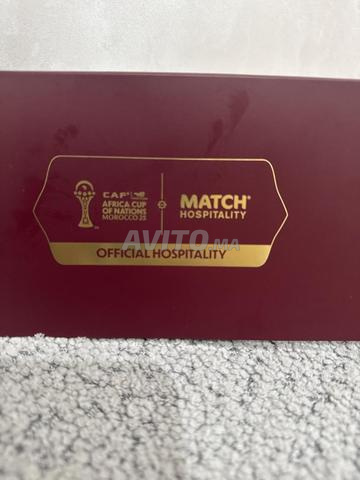 CAF
AFRICA CUP
OF NATIONS
MOROCCO 25
MATCH
HOSPITALITY
AVITO.MA
OFFICIAL HOSPITALITY